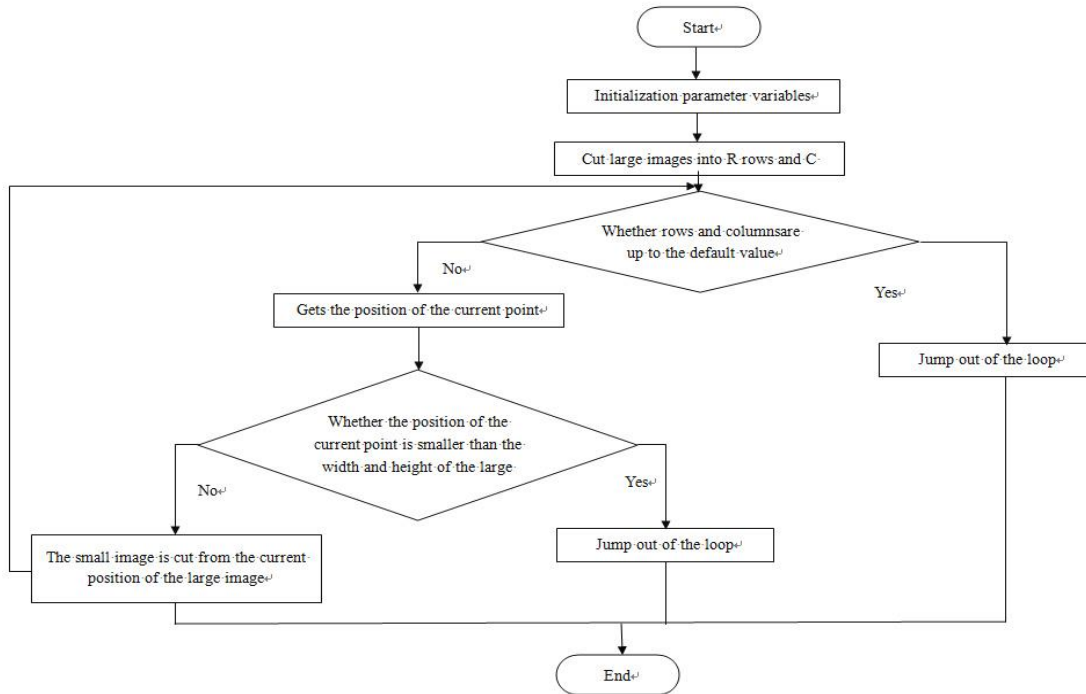 Start
Initialization parameter variables
Cut large images into R rows and C
Whether rows and columnsare
up to the default value
No
Yes
Gets the position of the current point
Jump out of the loop
Whether the position of the
current point is smaller than the
width and height of the large
No
Yes
The small image is cut from the current
position of the large image
Jump out of the loop
End